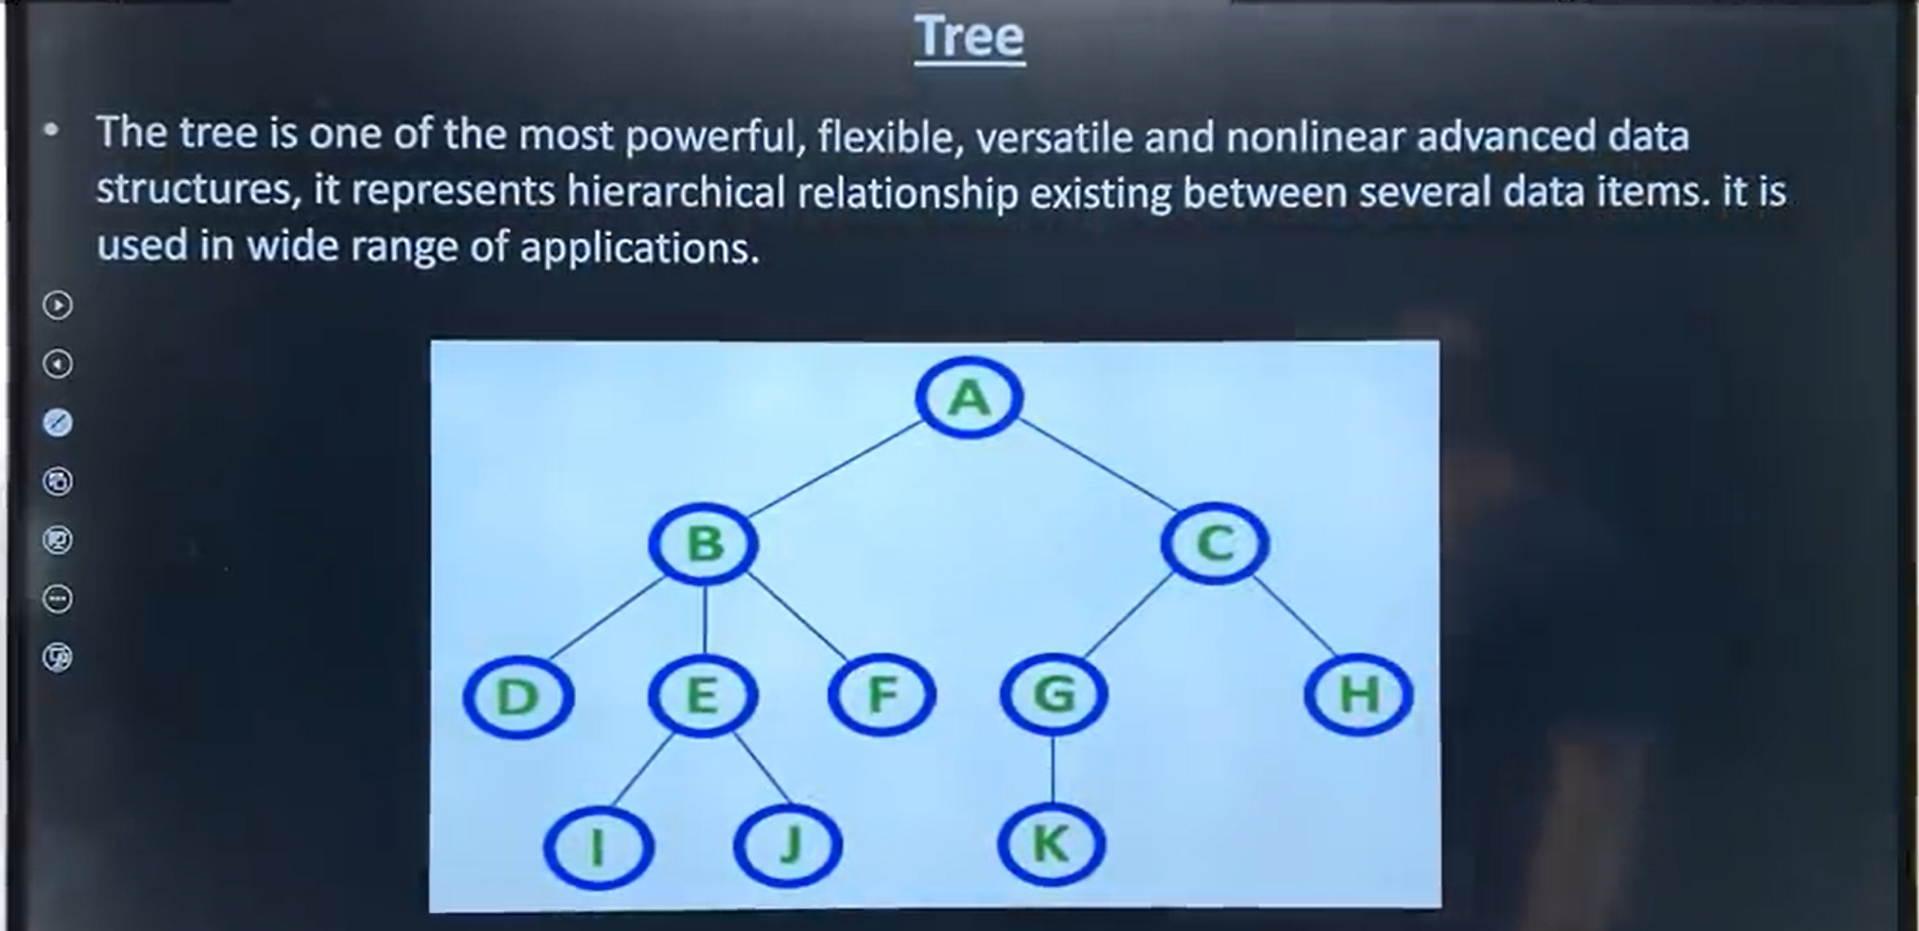 Tree
• The tree is one of the most powerful, flexible, versatile and nonlinear advanced data
structures, it represents hierarchical relationship existing between several data items. it is
used in wide range of applications.
A
B C
D E F G H
I J K